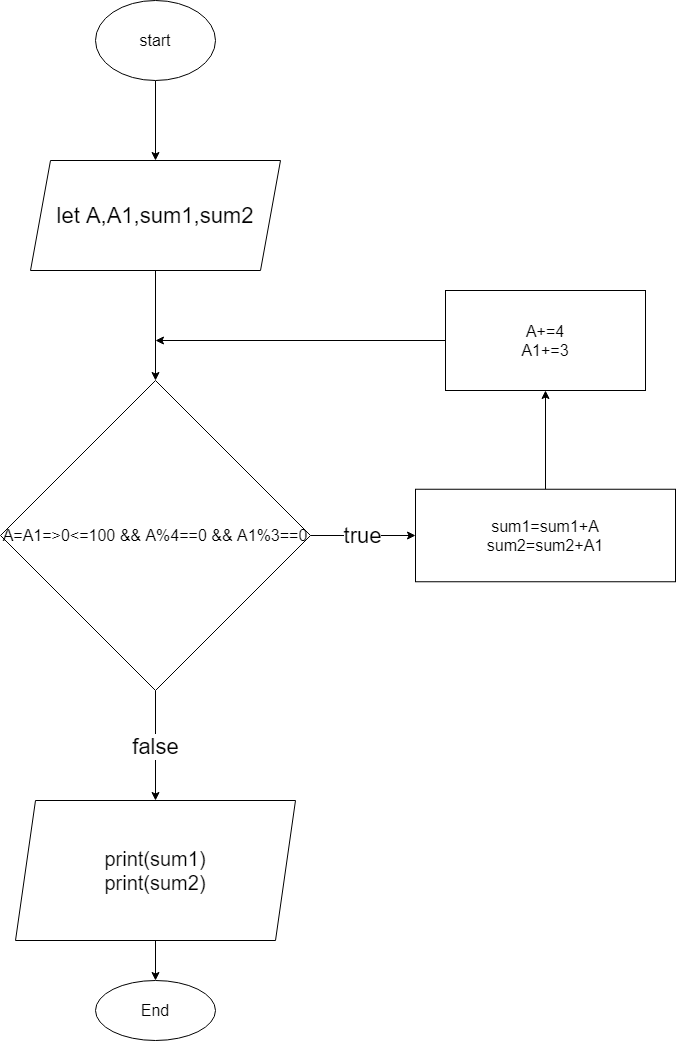 start
let A,A1,sum1,sum2
A+=4
A1+=3
A=A1=>0<=100 && A%4==0 && A1%3==0
true
sum1=sum1+A
sum2=sum2+A1
false
print(sum1)
print(sum2)
End